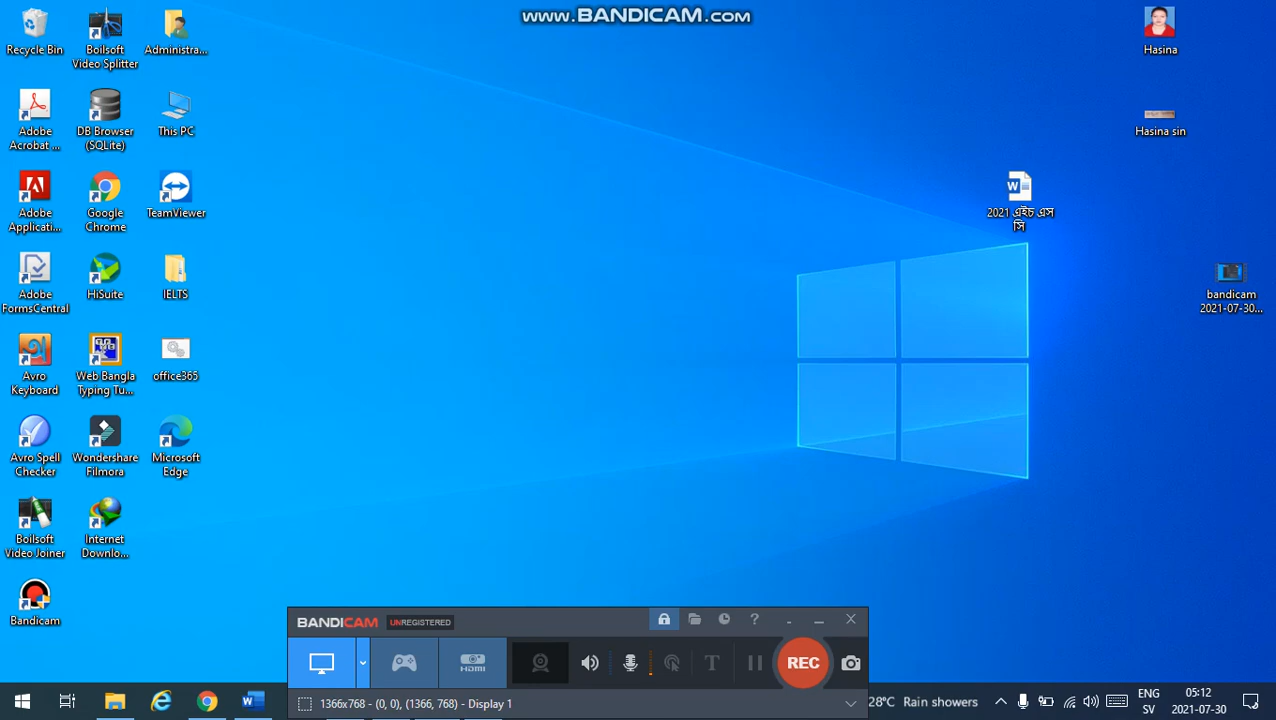 www.BANDICAM.com
Recycle Bin
Boilsoft
Video Splitter
Administra...
Adobe
Acrobat ...
DB Browser
(SQLite)
This PC
Adobe
Applicati...
Google
Chrome
TeamViewer
Adobe
FormsCentral
HiSuite
IELTS
Avro
Keyboard
Web Bangla
Typing Tu...
office365
Avro Spell
Checker
Wondershare
Filmora
Microsoft
Edge
Boilsoft
Video Joiner
Internet
Downlo...
Bandicam
Hasina
Hasina sin
2021 এইচ এস
সি
bandicam
2021-07-30...
BANDICAM UNREGISTERED
HDMI
REC
1366x768 - (0, 0), (1366, 768) - Display 1
28°C Rain showers
ENG
SV
05:12
2021-07-30